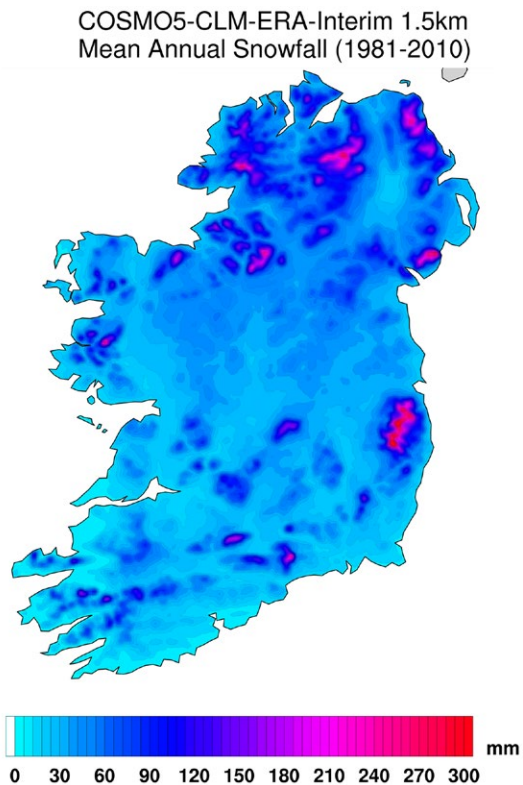 COSMO5-CLM-ERA-Interim 1.5km
Mean Annual Snowfall (1981-2010)
mm
0 30 60 90 120 150 180 210 240 270 300